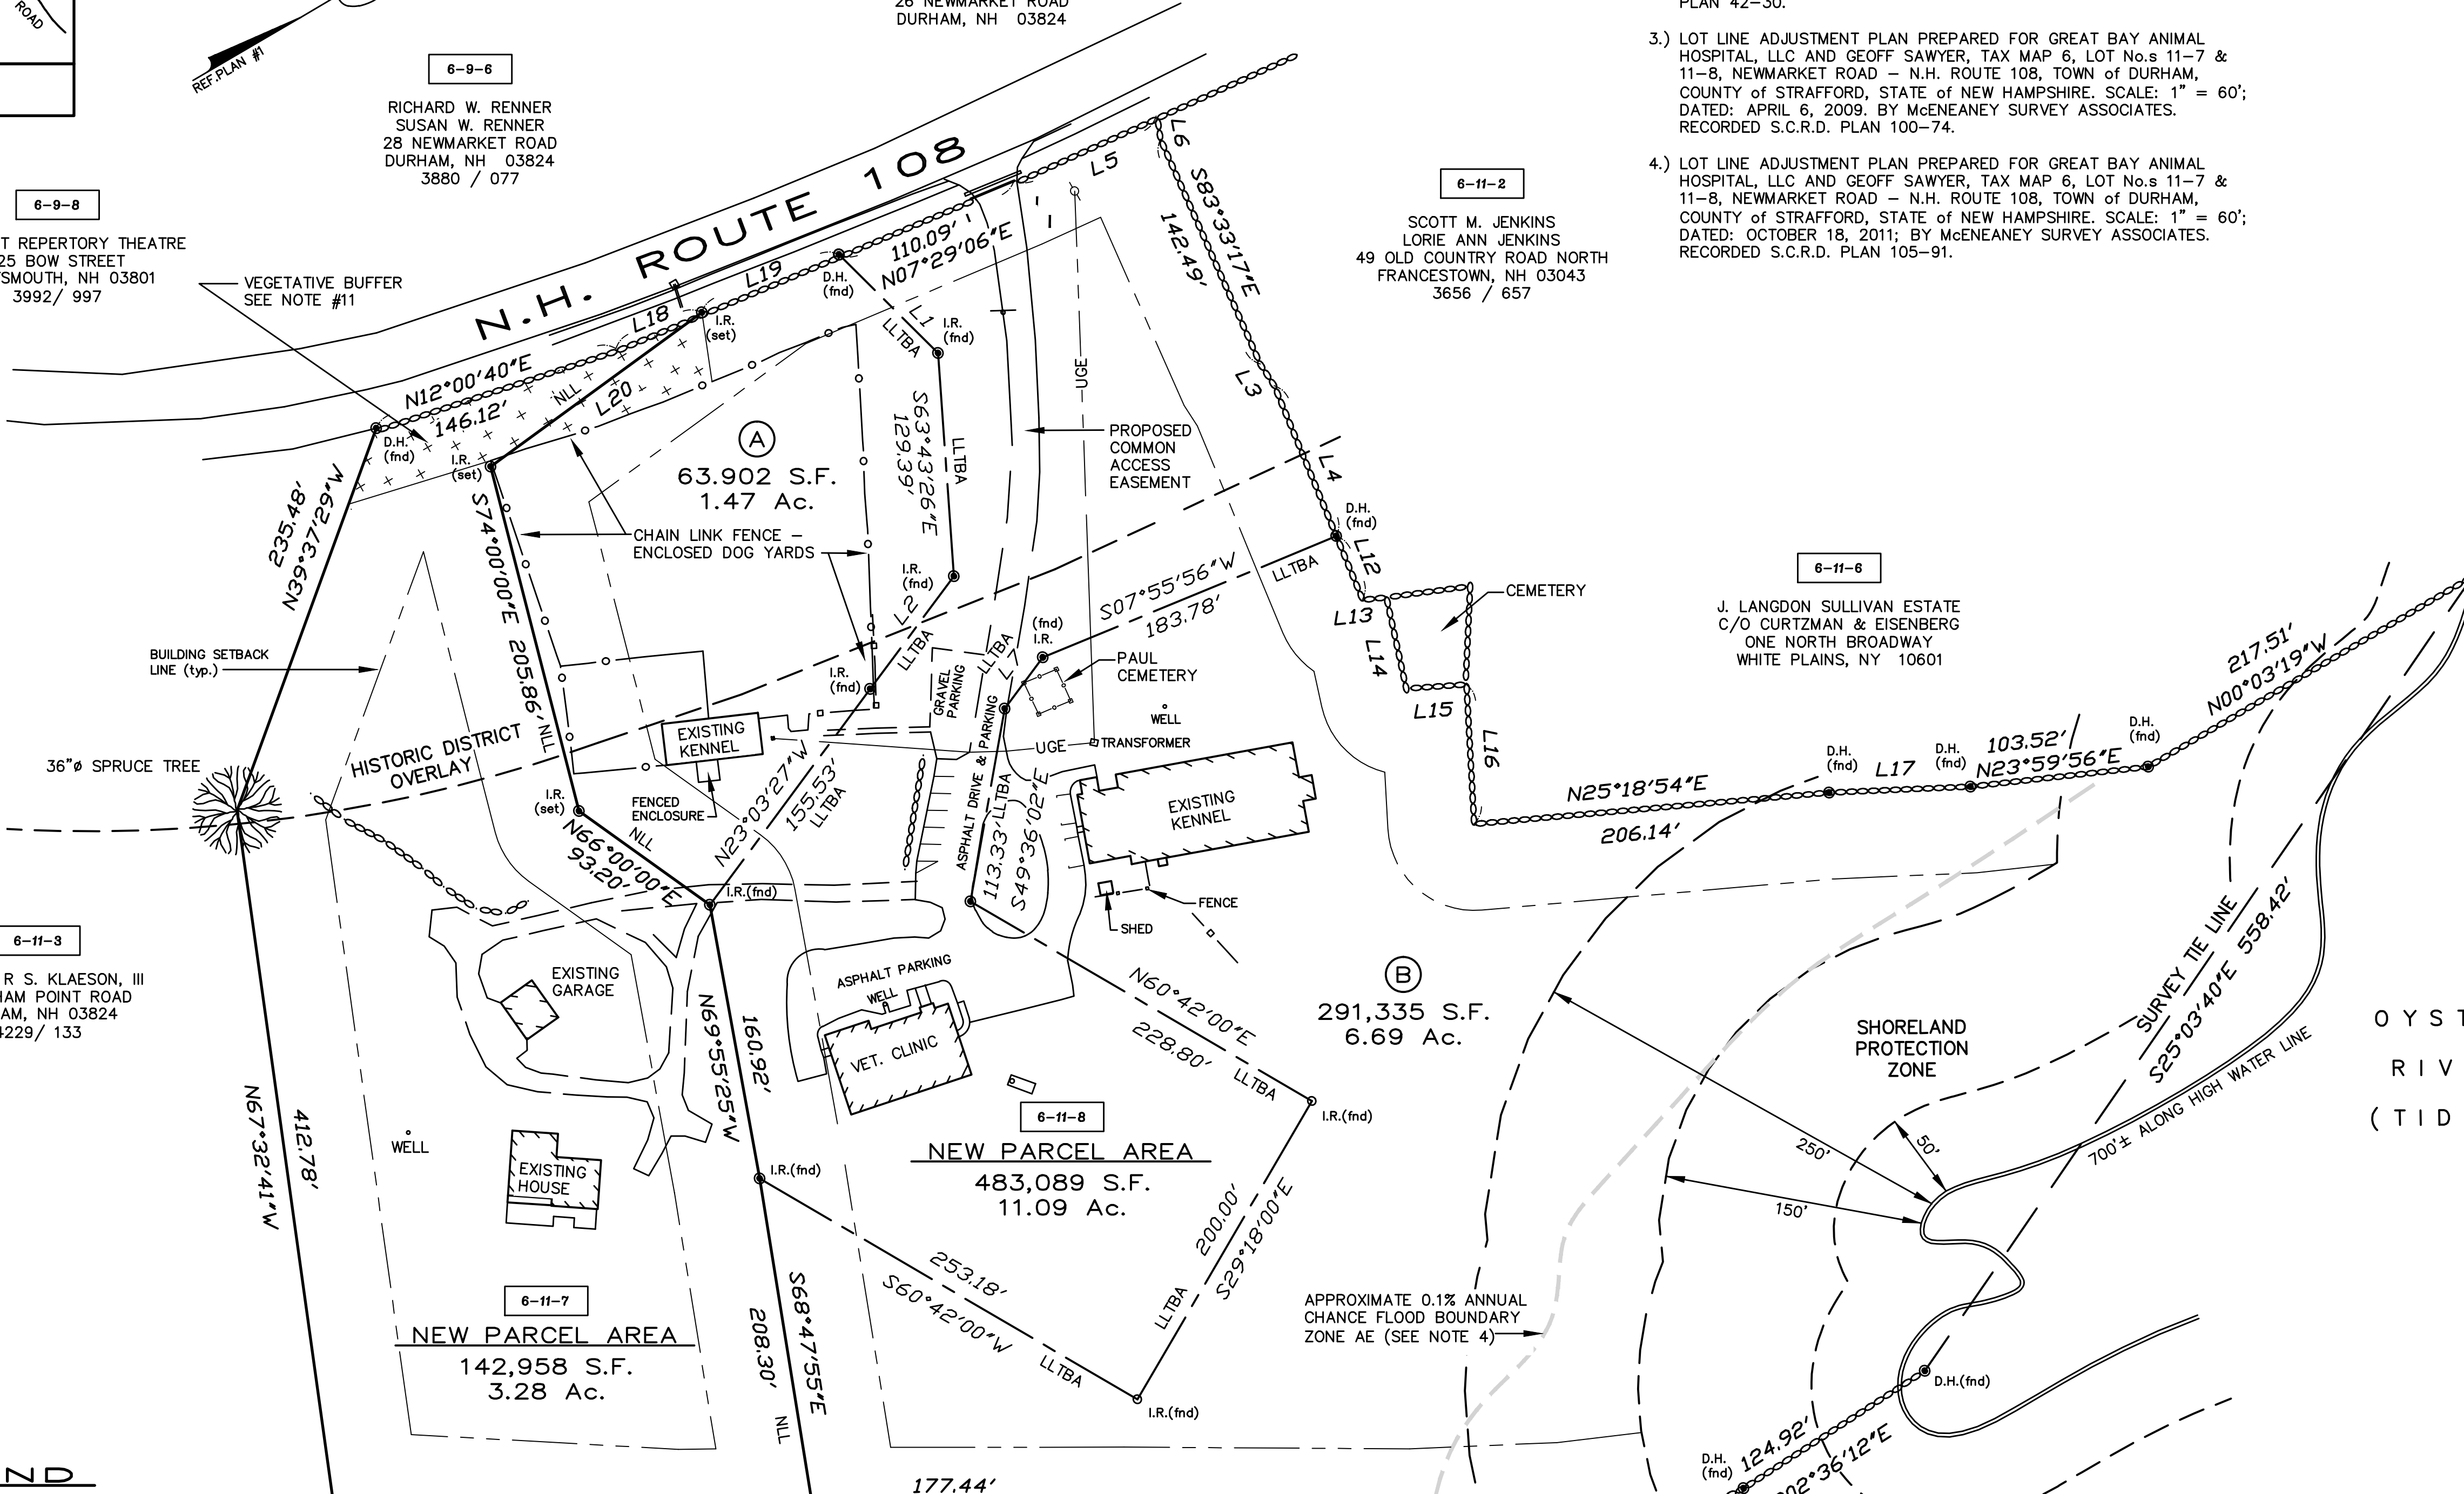 ROAD
REF.PLAN #1
26 NEWMARKET ROAD
DURHAM, NH 03824
PLAN 42-30.
3.) LOT LINE ADJUSTMENT PLAN PREPARED FOR GREAT BAY ANIMAL
HOSPITAL, LLC AND GEOFF SAWYER, TAX MAP 6, LOT No.s 11-7 &
11-8, NEWMARKET ROAD - N.H. ROUTE 108, TOWN of DURHAM,
COUNTY of STRAFFORD, STATE of NEW HAMPSHIRE. SCALE: 1" = 60';
DATED: APRIL 6, 2009. BY McENEANEY SURVEY ASSOCIATES.
RECORDED S.C.R.D. PLAN 100-74.
4.) LOT LINE ADJUSTMENT PLAN PREPARED FOR GREAT BAY ANIMAL
HOSPITAL, LLC AND GEOFF SAWYER, TAX MAP 6, LOT No.s 11-7 &
11-8, NEWMARKET ROAD - N.H. ROUTE 108, TOWN of DURHAM,
COUNTY of STRAFFORD, STATE of NEW HAMPSHIRE. SCALE: 1" = 60';
DATED: OCTOBER 18, 2011; BY McENEANEY SURVEY ASSOCIATES.
RECORDED S.C.R.D. PLAN 105-91.
6-9-6
RICHARD W. RENNER
SUSAN W. RENNER
28 NEWMARKET ROAD
DURHAM, NH 03824
3880 / 077
6-9-8
T REPERTORY THEATRE
25 BOW STREET
SMOUTH, NH 03801
3992/ 997
VEGETATIVE BUFFER
SEE NOTE #11
N.H. ROUTE 108
6-11-2
SCOTT M. JENKINS
LORIE ANN JENKINS
49 OLD COUNTRY ROAD NORTH
FRANCESTOWN, NH 03043
3656 / 657
L6
L5
S83°33'17"E
142.49'
110.09'
N07°29'06"E
L19
L18
D.H.
(fnd)
I.R.
(set)
L1
LLTBA
I.R.
(fnd)
UGE
L3
L4
N12°00'40"E
146.12'
NLL
L20
D.H.
(fnd)
I.R.
(set)
A
63.902 S.F.
1.47 Ac.
S63°43'26"E
129.39'
LLTBA
PROPOSED
COMMON
ACCESS
EASEMENT
235.48'
N39°37'29"W
CHAIN LINK FENCE -
ENCLOSED DOG YARDS
S74°00'00"E 205.86'
NLL
I.R.
(fnd)
L2
LLTBA
I.R.
(fnd)
S07°55'56"W
183.78'
LLTBA
D.H.
(fnd)
L12
L13
L14
L15
L16
CEMETERY
6-11-6
J. LANGDON SULLIVAN ESTATE
C/O CURTZMAN & EISENBERG
ONE NORTH BROADWAY
WHITE PLAINS, NY 10601
217.51'
N00°03'19"W
BUILDING SETBACK
LINE (typ.)
(fnd)
I.R.
PAUL
CEMETERY
LLTBA
GRAVEL
PARKING
WELL
TRANSFORMER
UGE
HISTORIC DISTRICT
OVERLAY
36"ø SPRUCE TREE
EXISTING
KENNEL
FENCED
ENCLOSURE
I.R.
(set)
N23°03'27"W
155.53'
LLTBA
ASPHALT DRIVE & PARKING
LLTBA
113.33'
S49°36'02"E
EXISTING
KENNEL
FENCE
SHED
N25°18'54"E
206.14'
D.H.
(fnd)
L17
D.H.
(fnd)
103.52'
N23°59'56"E
D.H.
(fnd)
NLL
N66°00'00"E
93.20'
I.R.(fnd)
6-11-3
R S. KLAESON, III
HAM POINT ROAD
AM, NH 03824
4229/ 133
EXISTING
GARAGE
ASPHALT PARKING
WELL
VET. CLINIC
N69°55'25"W
160.92'
N60°42'00"E
228.80'
LLTBA
I.R.(fnd)
B
291,335 S.F.
6.69 Ac.
SHORELAND
PROTECTION
ZONE
SURVEY TIE LINE
S25°03'40"E 558.42'
700'± ALONG HIGH WATER LINE
OYST
RIV
(TID
250'
50'
150'
N67°32'41"W
412.78'
WELL
EXISTING
HOUSE
I.R.(fnd)
6-11-8
NEW PARCEL AREA
483,089 S.F.
11.09 Ac.
200.00'
S29°18'00"E
LLTBA
253.18'
S60°42'00"W
LLTBA
I.R.(fnd)
S68°47'55"E
208.30'
NLL
6-11-7
NEW PARCEL AREA
142,958 S.F.
3.28 Ac.
APPROXIMATE 0.1% ANNUAL
CHANCE FLOOD BOUNDARY
ZONE AE (SEE NOTE 4)
D.H.(fnd)
D.H.
(fnd)
124.92'
02°36'12"E
177.44'
ND